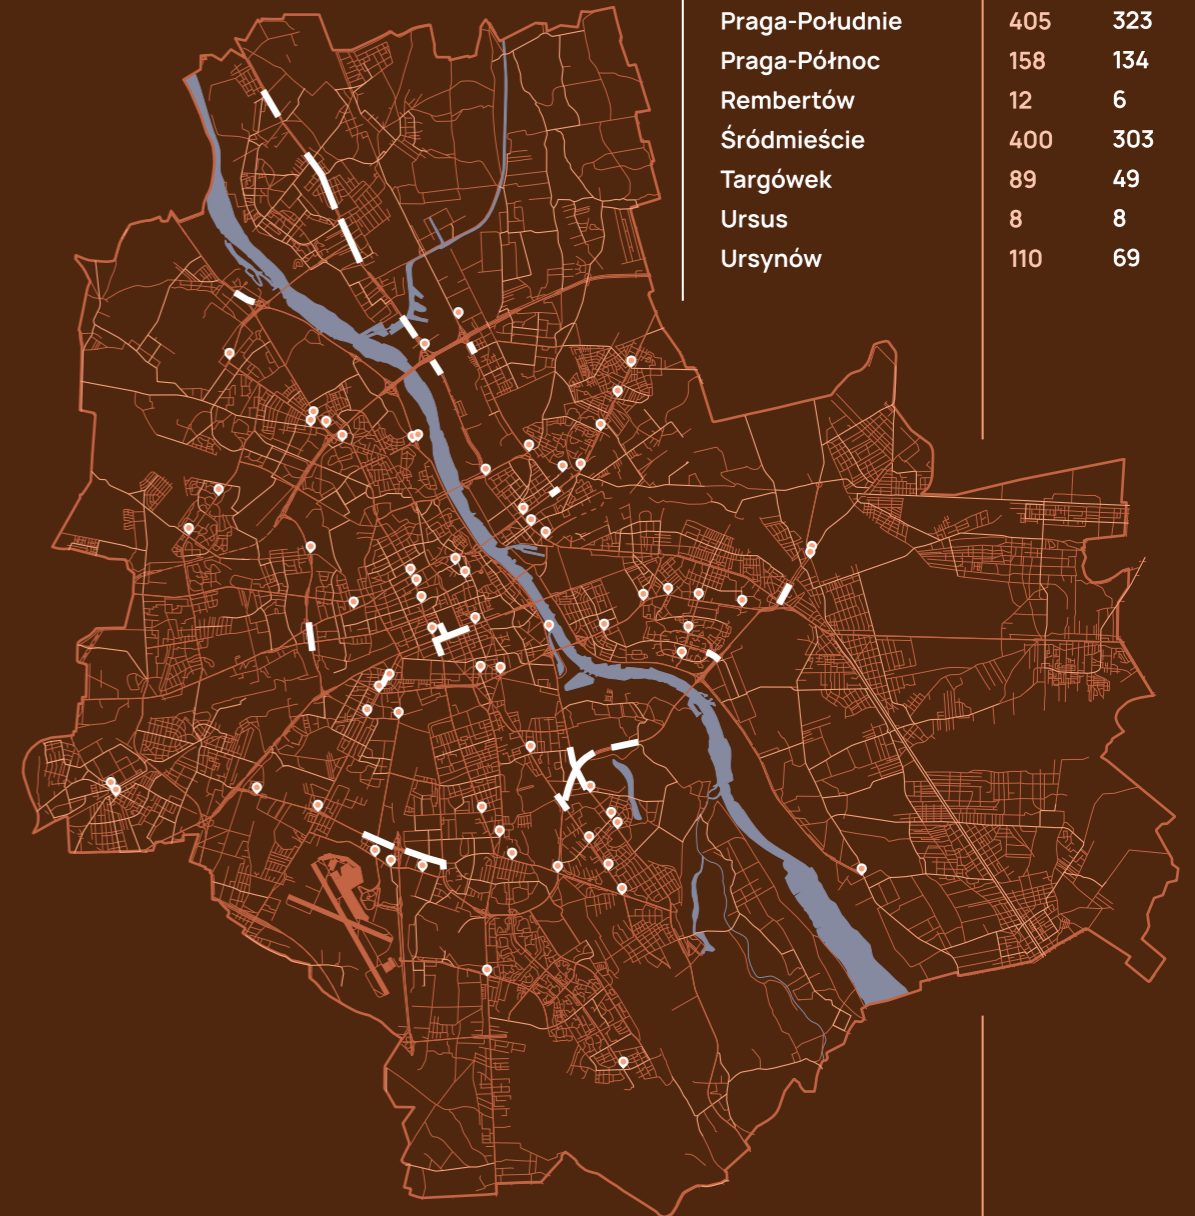 Praga-Południe 405 323
Praga-Północ 158 134
Rembertów 12 6
Śródmieście 400 303
Targówek 89 49
Ursus 8 8
Ursynów 110 69